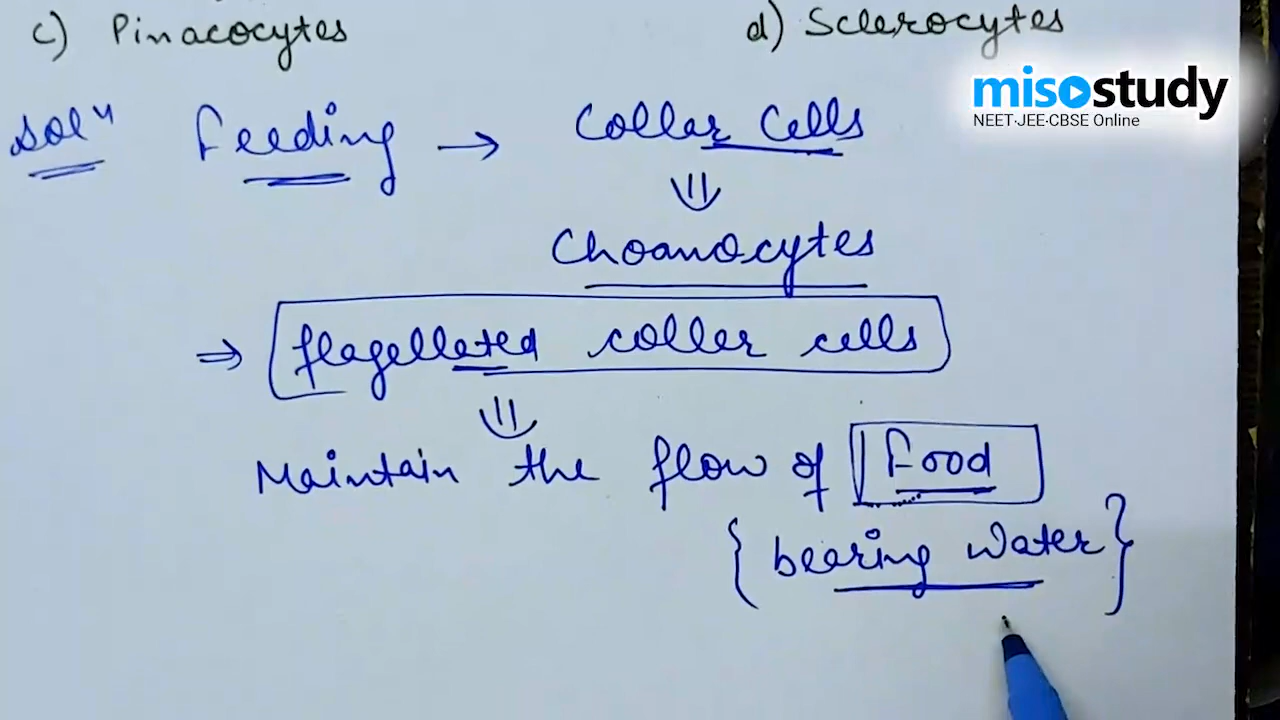 c) Pinacocytes d) Sclerocytes
misostudy
NEET-JEE-CBSE Online
Solⁿ Feeding → Collar Cells
⇓
Choanocytes
⇒ flagellated coller cells
⇓
Maintain the flow of Food
{ bearing water }